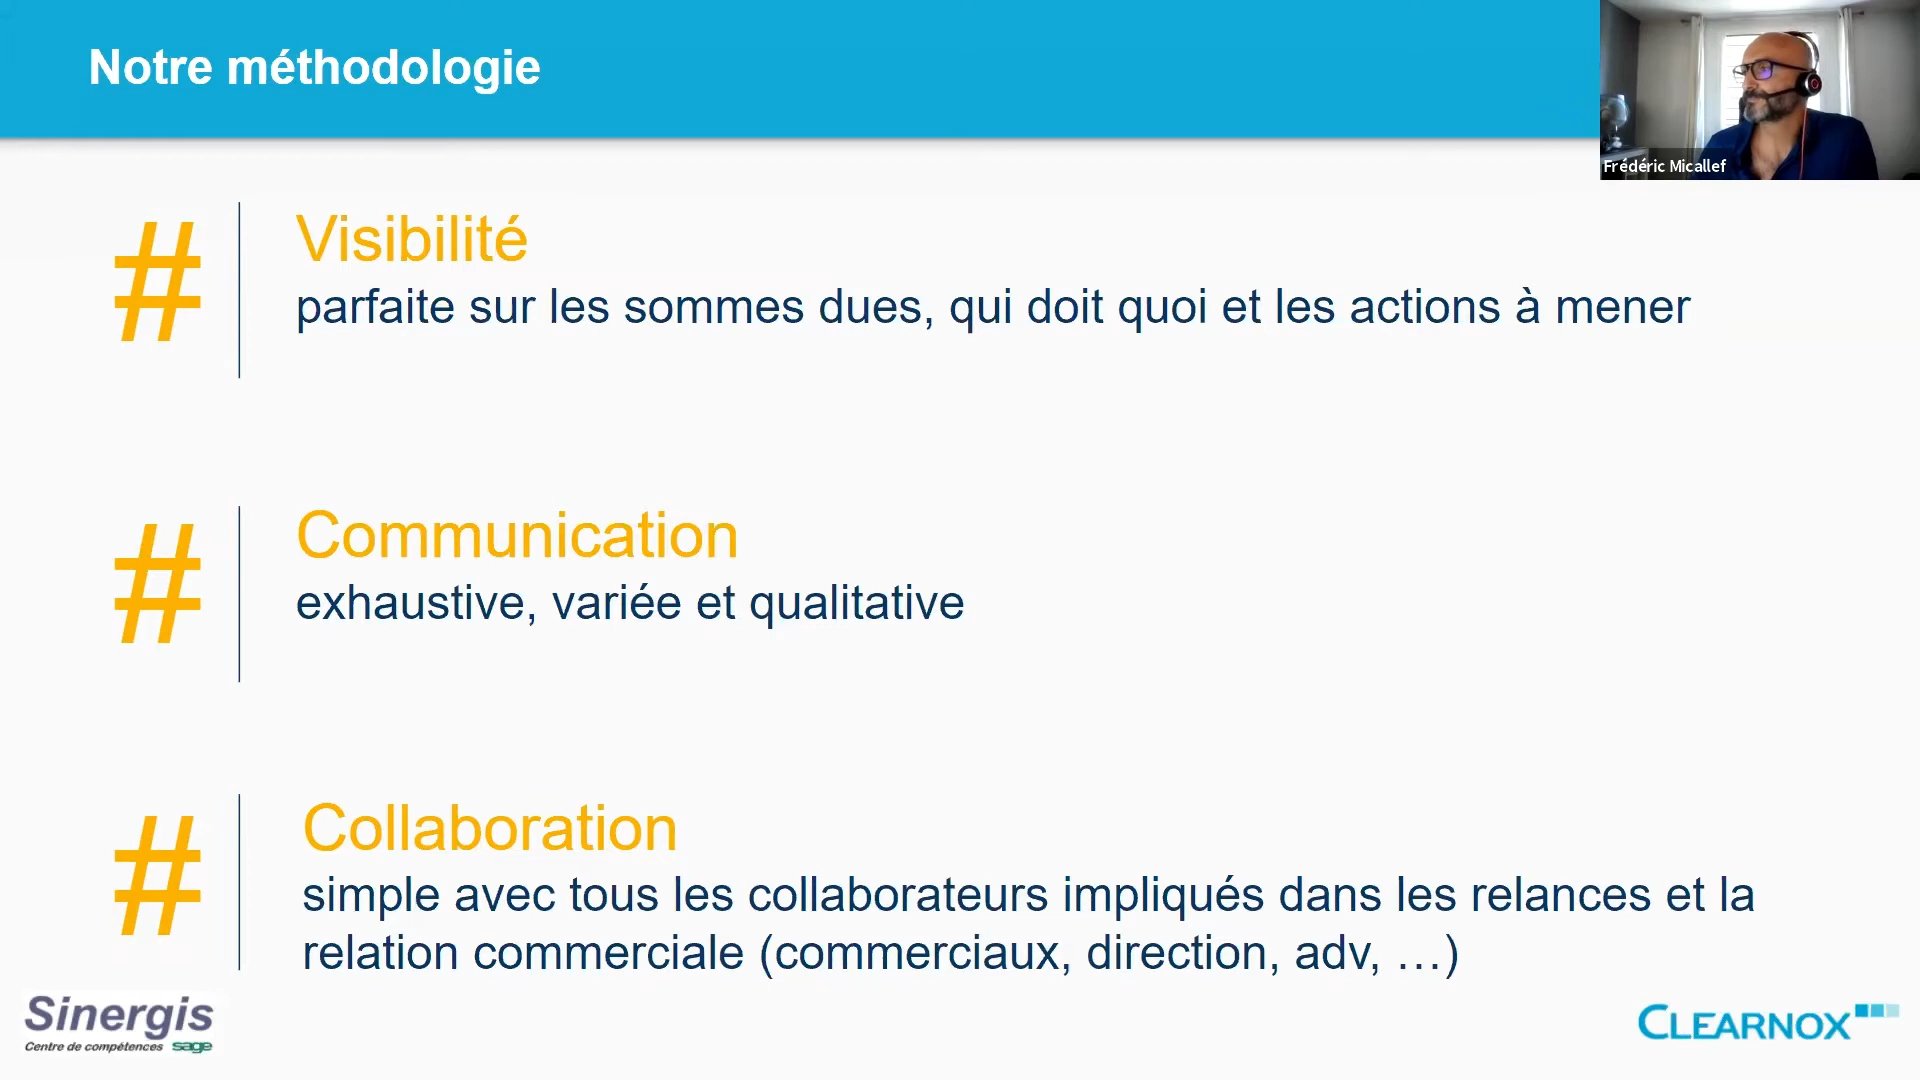 Notre méthodologie
Frédéric Micallef
#
Visibilité
parfaite sur les sommes dues, qui doit quoi et les actions à mener
#
Communication
exhaustive, variée et qualitative
#
Collaboration
simple avec tous les collaborateurs impliqués dans les relances et la
relation commerciale (commerciaux, direction, adv, …)
Sinergis
Centre de compétences sage
CLEARNOX